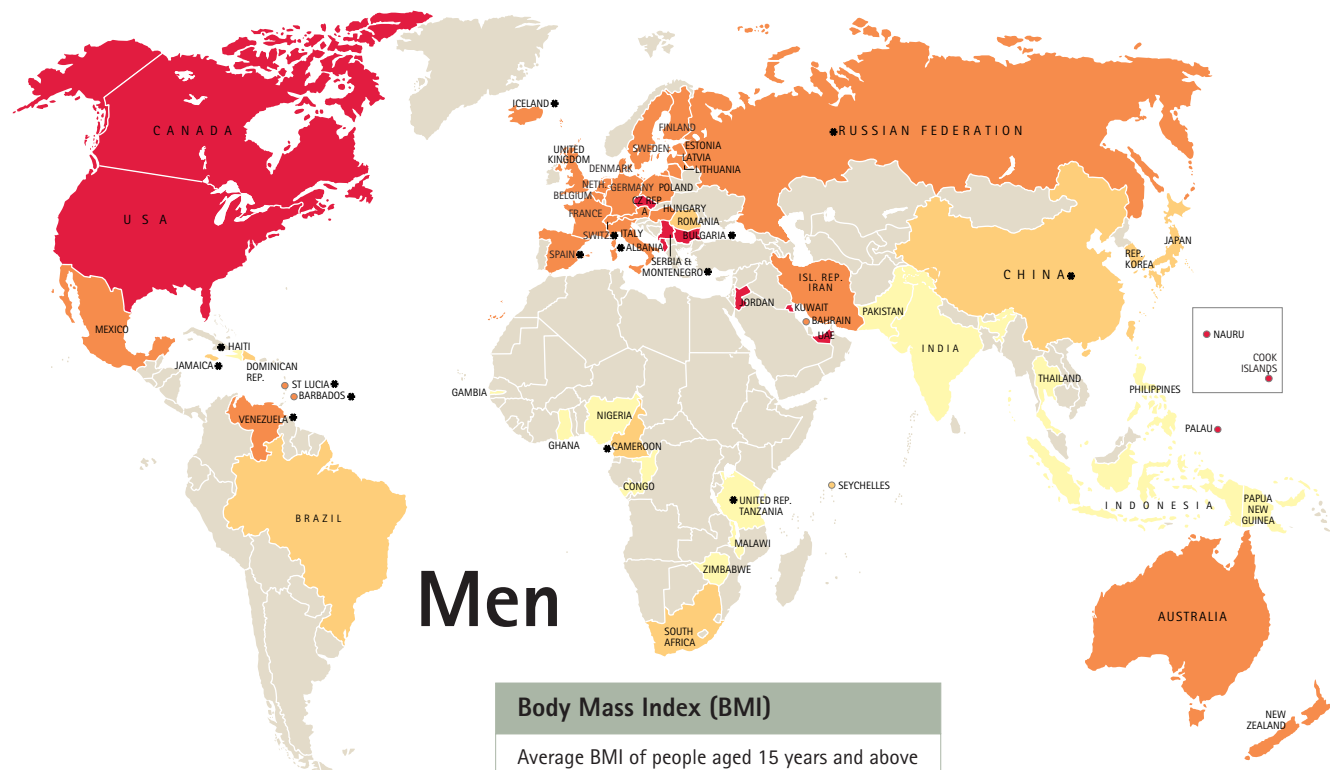 CANADA
USA
MEXICO
HAITI
JAMAICA
DOMINICAN
REP.
ST LUCIA
BARBADOS
VENEZUELA
BRAZIL
ICELAND
UNITED
KINGDOM
DENMARK
NETH.
BELGIUM
FRANCE
SWITZ
SPAIN
FINLAND
SWEDEN
ESTONIA
LATVIA
LITHUANIA
GERMANY
POLAND
CZ REP
A
HUNGARY
ROMANIA
ITALY
BULGARIA
ALBANIA
SERBIA &
MONTENEGRO
RUSSIAN FEDERATION
JORDAN
ISL. REP.
IRAN
KUWAIT
BAHRAIN
UAE
PAKISTAN
INDIA
CHINA
REP.
KOREA
JAPAN
THAILAND
PHILIPPINES
NAURU
COOK
ISLANDS
PALAU
GAMBIA
GHANA
NIGERIA
CAMEROON
CONGO
UNITED REP.
TANZANIA
SEYCHELLES
MALAWI
ZIMBABWE
SOUTH
AFRICA
INDONESIA
PAPUA
NEW
GUINEA
AUSTRALIA
NEW
ZEALAND
Men
Body Mass Index (BMI)
Average BMI of people aged 15 years and above